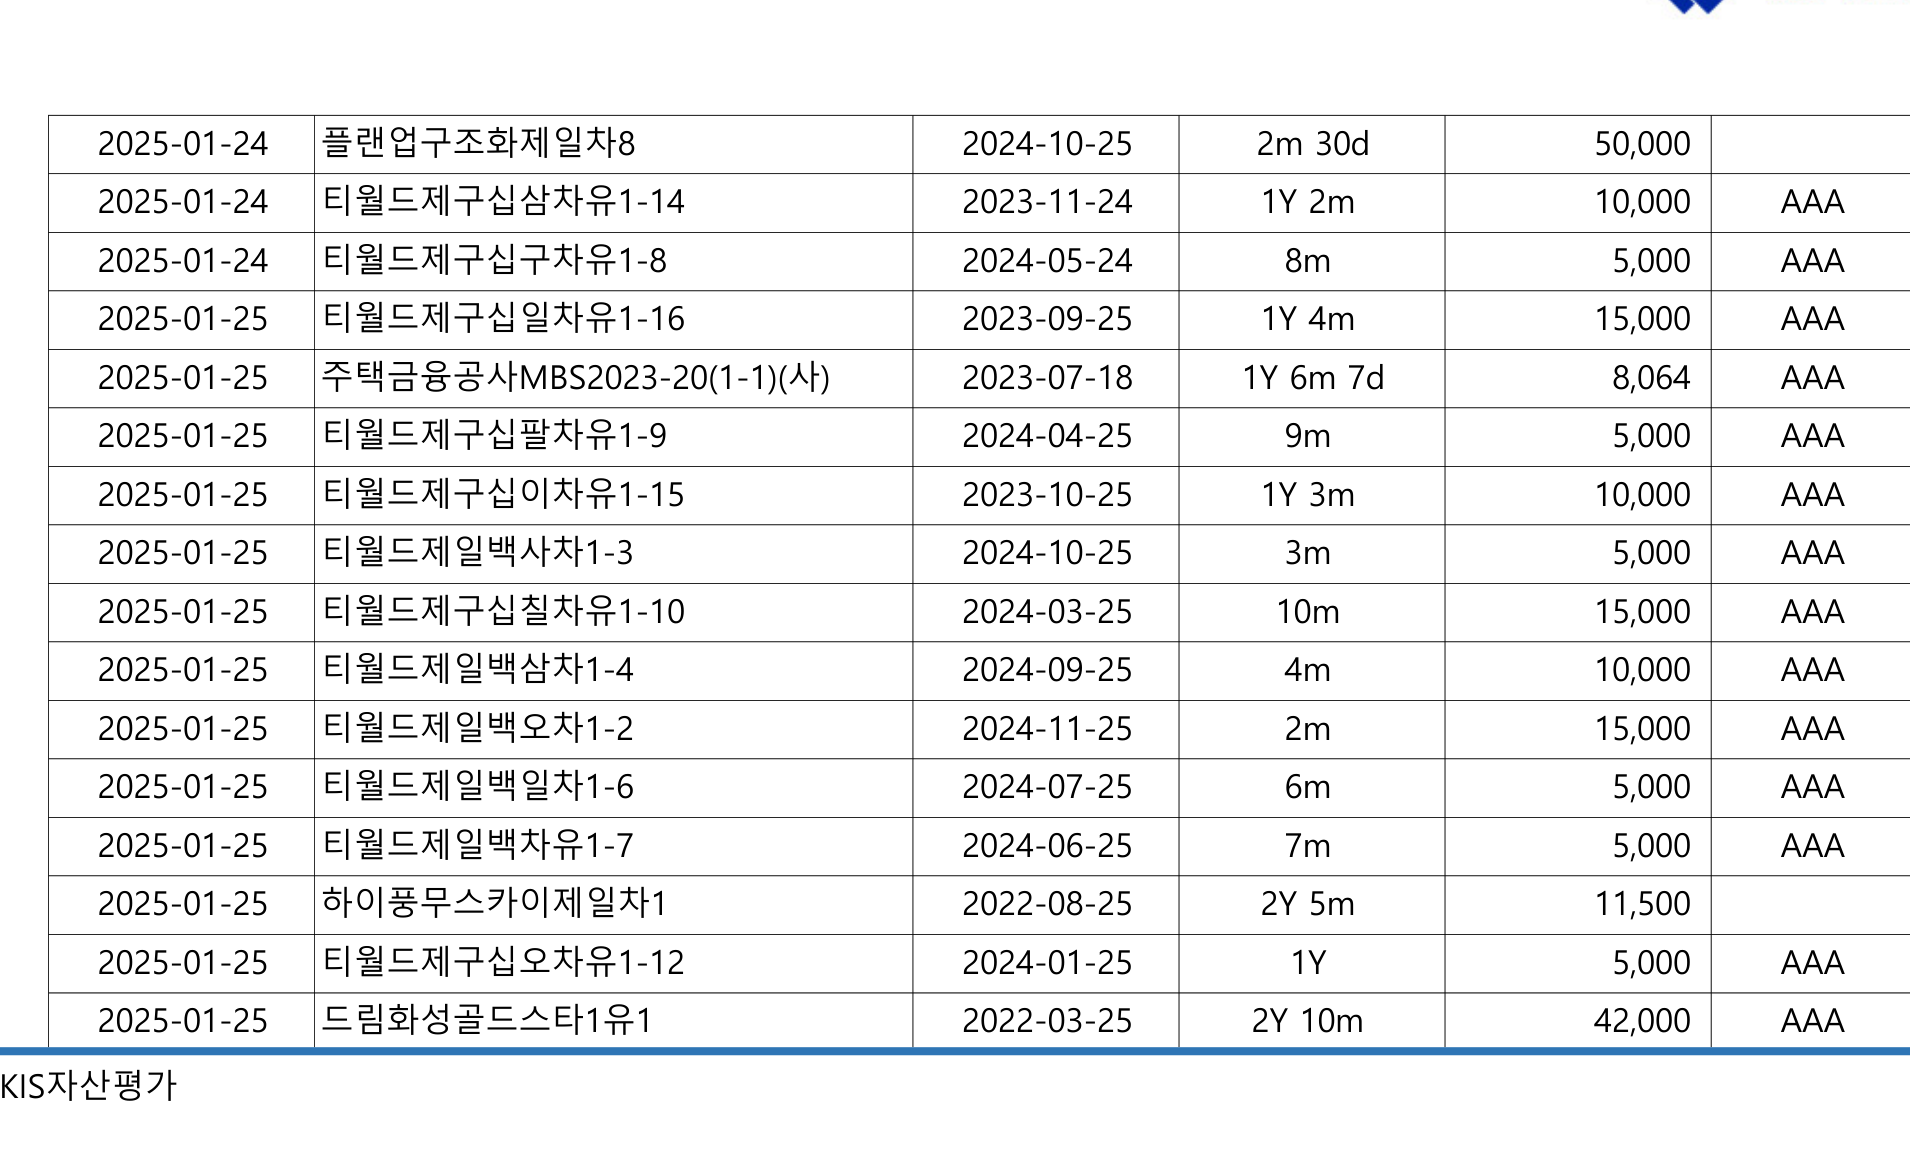 2025-01-24 플랜업구조화제일차8 2024-10-25 2m 30d 50,000
2025-01-24 티월드제구십삼차유1-14 2023-11-24 1Y 2m 10,000 AAA
2025-01-24 티월드제구십구차유1-8 2024-05-24 8m 5,000 AAA
2025-01-25 티월드제구십일차유1-16 2023-09-25 1Y 4m 15,000 AAA
2025-01-25 주택금융공사MBS2023-20(1-1)(사) 2023-07-18 1Y 6m 7d 8,064 AAA
2025-01-25 티월드제구십팔차유1-9 2024-04-25 9m 5,000 AAA
2025-01-25 티월드제구십이차유1-15 2023-10-25 1Y 3m 10,000 AAA
2025-01-25 티월드제일백사차1-3 2024-10-25 3m 5,000 AAA
2025-01-25 티월드제구십칠차유1-10 2024-03-25 10m 15,000 AAA
2025-01-25 티월드제일백삼차1-4 2024-09-25 4m 10,000 AAA
2025-01-25 티월드제일백오차1-2 2024-11-25 2m 15,000 AAA
2025-01-25 티월드제일백일차1-6 2024-07-25 6m 5,000 AAA
2025-01-25 티월드제일백차유1-7 2024-06-25 7m 5,000 AAA
2025-01-25 하이풍무스카이제일차1 2022-08-25 2Y 5m 11,500
2025-01-25 티월드제구십오차유1-12 2024-01-25 1Y 5,000 AAA
2025-01-25 드림화성골드스타1유1 2022-03-25 2Y 10m 42,000 AAA
KIS자산평가